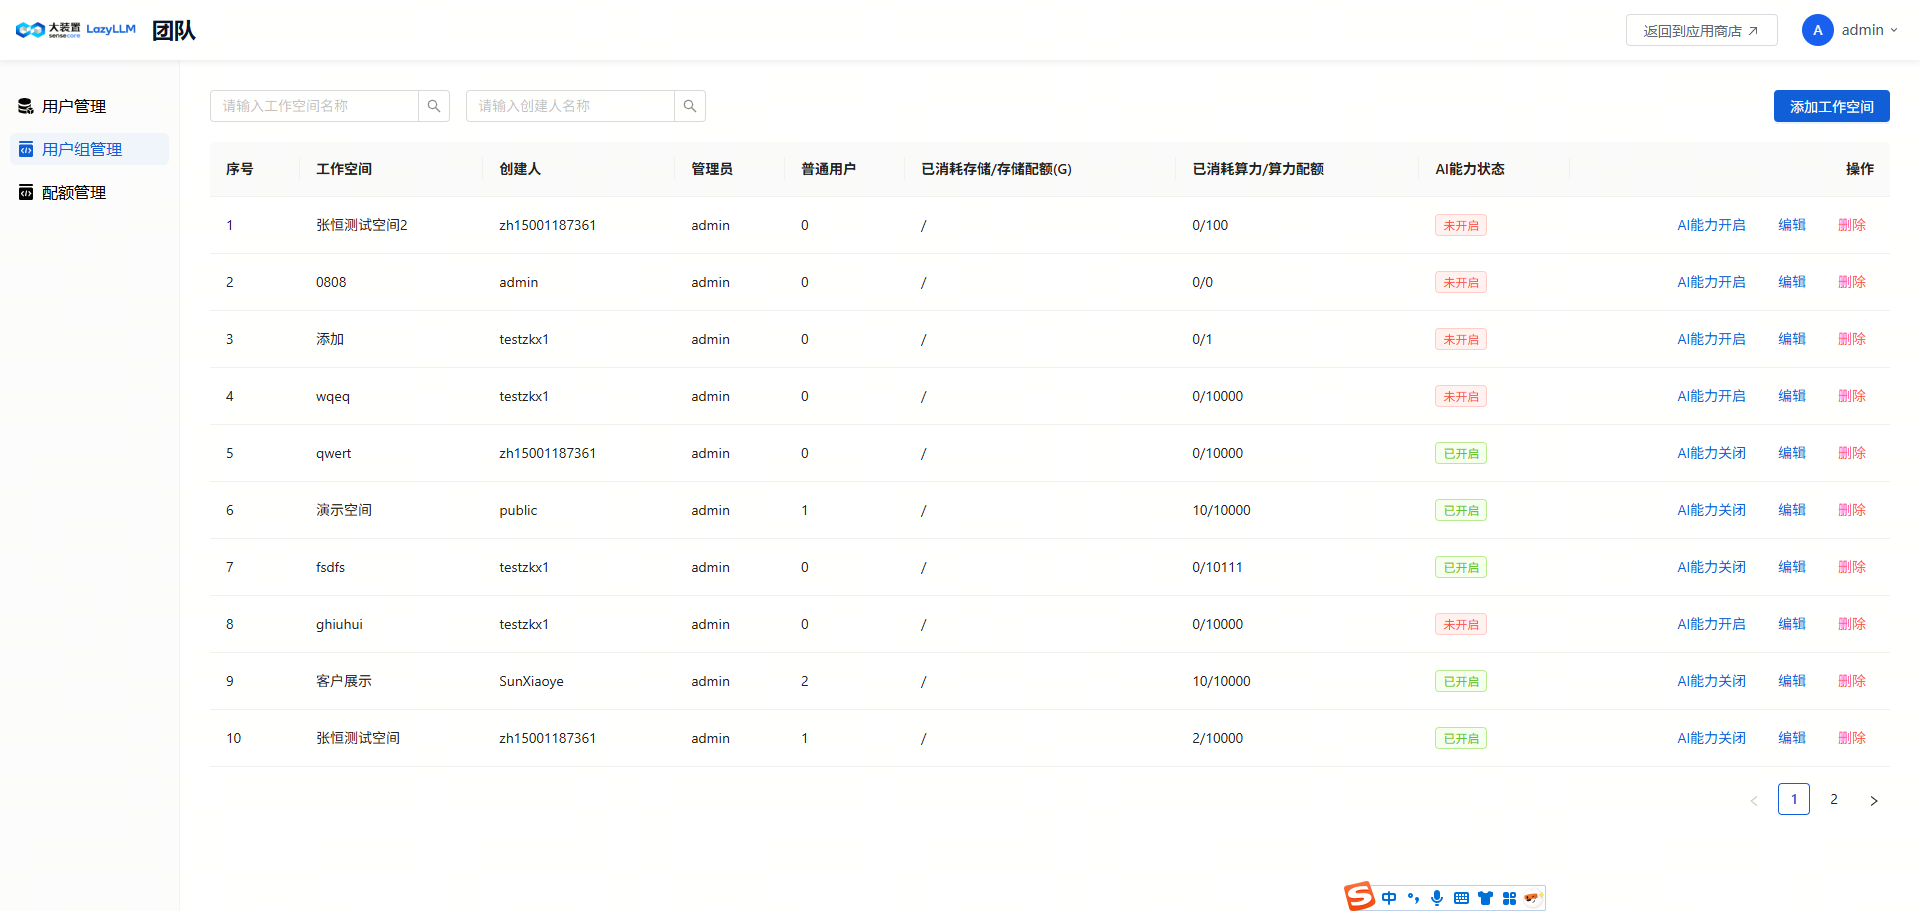 大装置 sensecore LazyLLM 团队 返回到应用商店 A admin
用户管理
用户组管理
配额管理
请输入工作空间名称 请输入创建人名称 添加工作空间
序号 工作空间 创建人 管理员 普通用户 已消耗存储/存储配额(G) 已消耗算力/算力配额 AI能力状态 操作
1 张恒测试空间2 zh15001187361 admin 0 / 0/100 未开启 AI能力开启 编辑 删除
2 0808 admin admin 0 / 0/0 未开启 AI能力开启 编辑 删除
3 添加 testzkx1 admin 0 / 0/1 未开启 AI能力开启 编辑 删除
4 wqeq testzkx1 admin 0 / 0/10000 未开启 AI能力开启 编辑 删除
5 qwert zh15001187361 admin 0 / 0/10000 已开启 AI能力关闭 编辑 删除
6 演示空间 public admin 1 / 10/10000 已开启 AI能力关闭 编辑 删除
7 fsdfs testzkx1 admin 0 / 0/10111 已开启 AI能力关闭 编辑 删除
8 ghiuhui testzkx1 admin 0 / 0/10000 未开启 AI能力开启 编辑 删除
9 客户展示 SunXiaoye admin 2 / 10/10000 已开启 AI能力关闭 编辑 删除
10 张恒测试空间 zh15001187361 admin 1 / 2/10000 已开启 AI能力关闭 编辑 删除
< 1 2 >
S 中